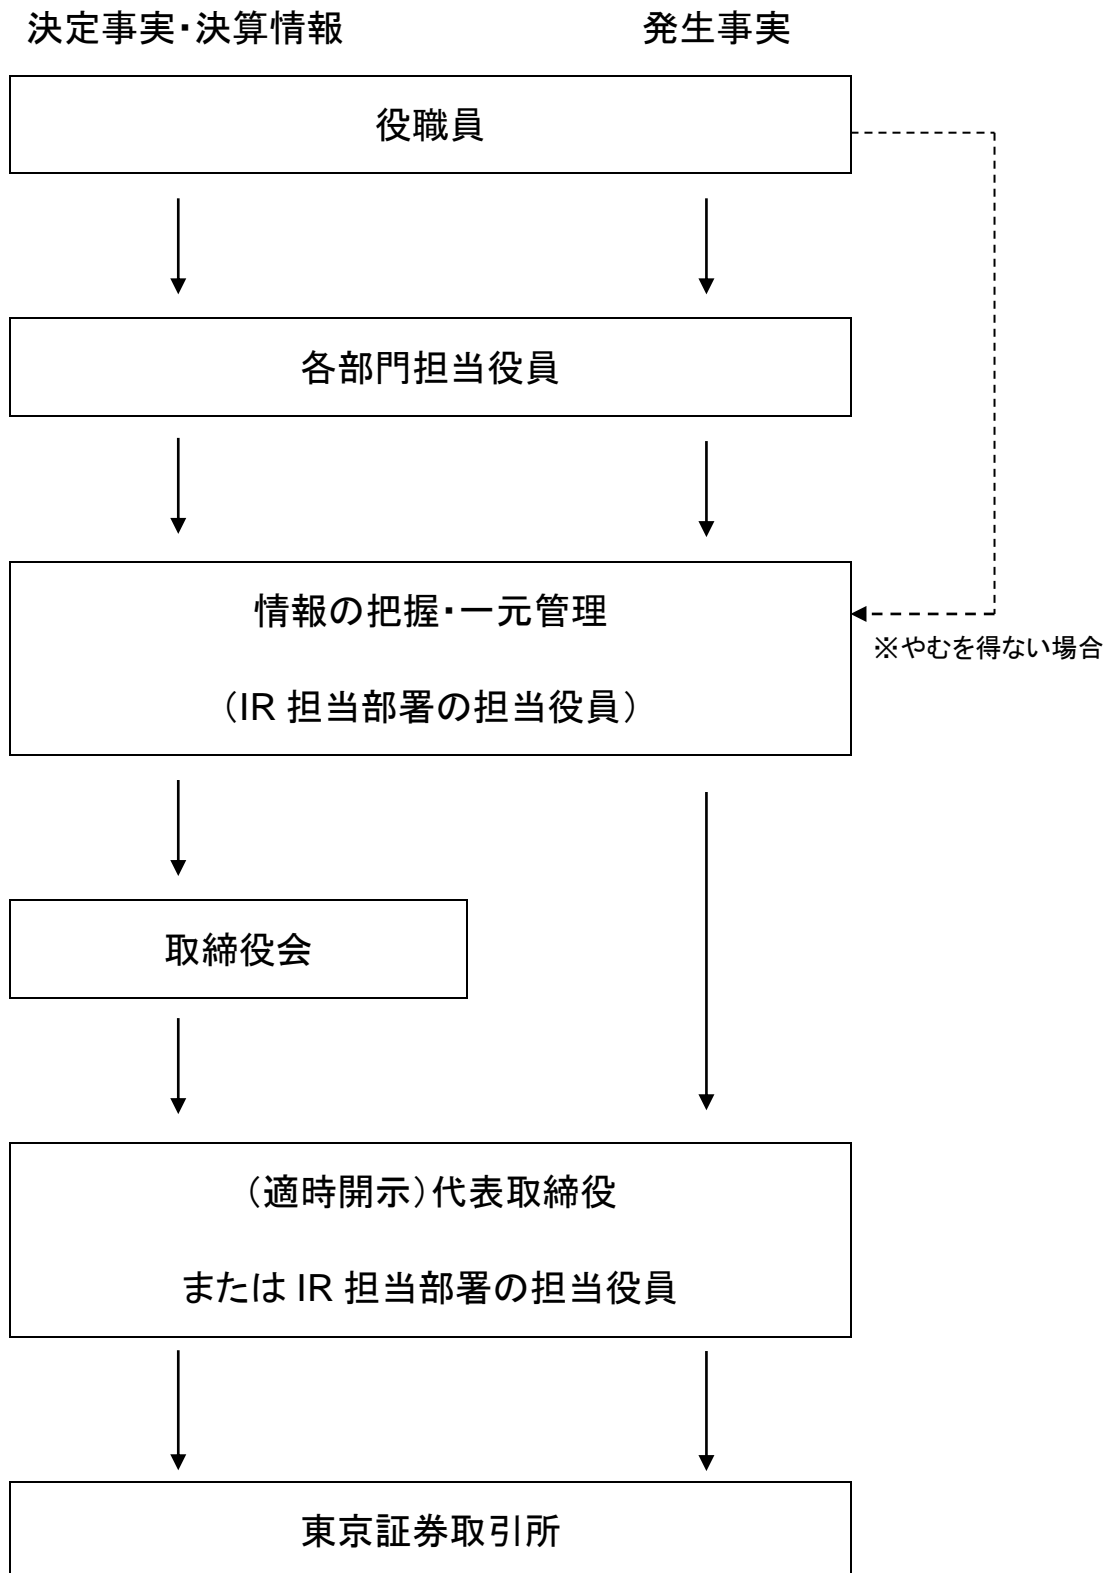 決定事実・決算情報
発生事実
役職員
各部門担当役員
情報の把握・一元管理
（IR 担当部署の担当役員）
※やむを得ない場合
取締役会
（適時開示）代表取締役
または IR 担当部署の担当役員
東京証券取引所